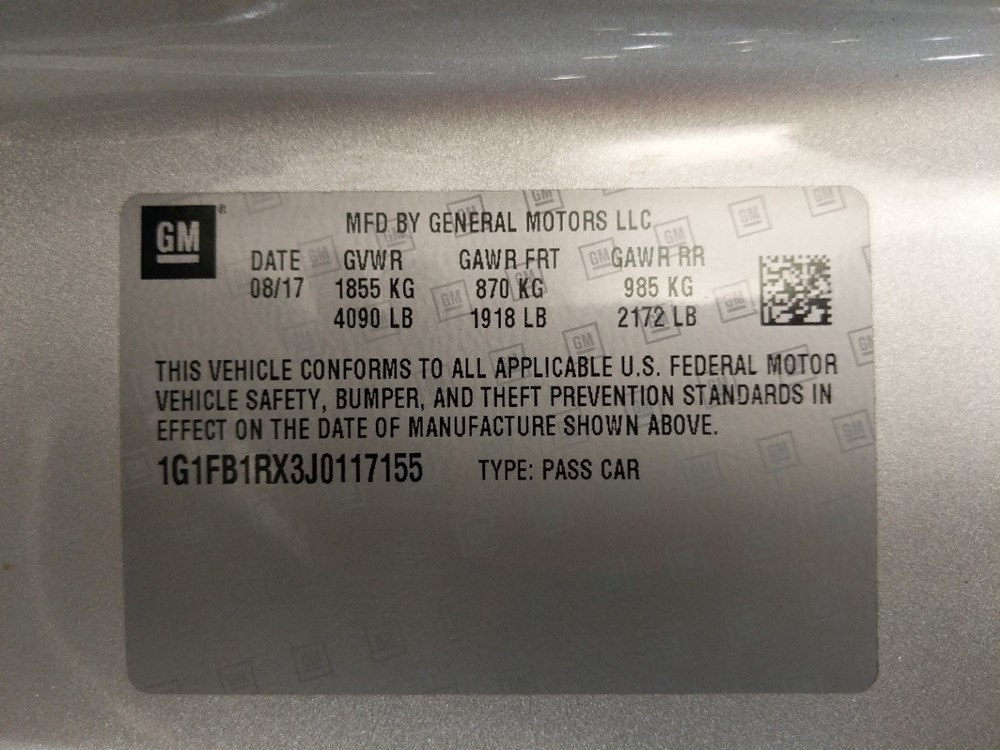 GM
MFD BY GENERAL MOTORS LLC
DATE GVWR GAWR FRT GAWR RR
08/17 1855 KG 870 KG 985 KG
4090 LB 1918 LB 2172 LB
THIS VEHICLE CONFORMS TO ALL APPLICABLE U.S. FEDERAL MOTOR
VEHICLE SAFETY, BUMPER, AND THEFT PREVENTION STANDARDS IN
EFFECT ON THE DATE OF MANUFACTURE SHOWN ABOVE.
1G1FB1RX3J0117155 TYPE: PASS CAR